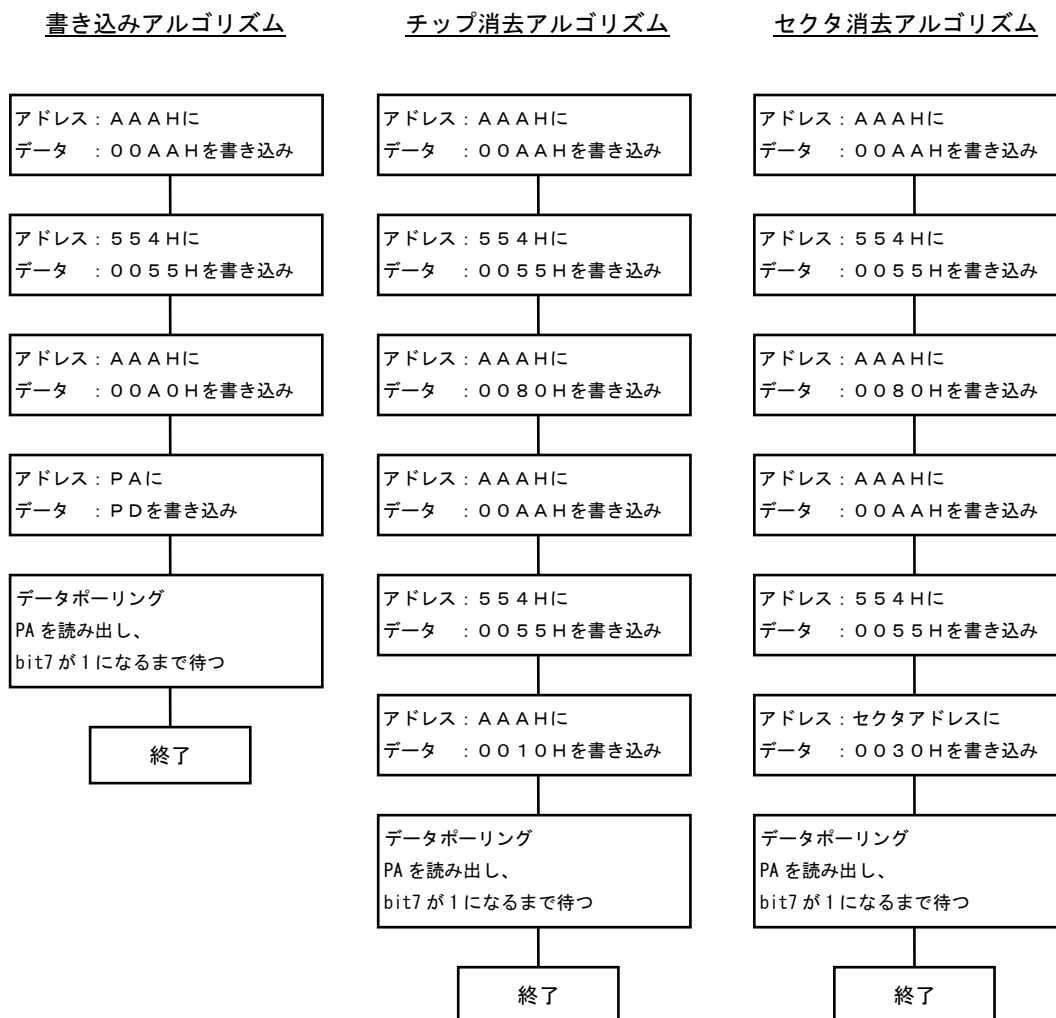 書き込みアルゴリズム
アドレス：ＡＡＡＨに
データ　：００ＡＡＨを書き込み
アドレス：５５４Ｈに
データ　：００５５Ｈを書き込み
アドレス：ＡＡＡＨに
データ　：００Ａ０Ｈを書き込み
アドレス：ＰＡに
データ　：ＰＤを書き込み
データポーリング
PA を読み出し、
bit7 が 1 になるまで待つ
終了
チップ消去アルゴリズム
アドレス：ＡＡＡＨに
データ　：００ＡＡＨを書き込み
アドレス：５５４Ｈに
データ　：００５５Ｈを書き込み
アドレス：ＡＡＡＨに
データ　：００８０Ｈを書き込み
アドレス：ＡＡＡＨに
データ　：００ＡＡＨを書き込み
アドレス：５５４Ｈに
データ　：００５５Ｈを書き込み
アドレス：ＡＡＡＨに
データ　：００１０Ｈを書き込み
データポーリング
PA を読み出し、
bit7 が 1 になるまで待つ
終了
セクタ消去アルゴリズム
アドレス：ＡＡＡＨに
データ　：００ＡＡＨを書き込み
アドレス：５５４Ｈに
データ　：００５５Ｈを書き込み
アドレス：ＡＡＡＨに
データ　：００８０Ｈを書き込み
アドレス：ＡＡＡＨに
データ　：００ＡＡＨを書き込み
アドレス：５５４Ｈに
データ　：００５５Ｈを書き込み
アドレス：セクタアドレスに
データ　：００３０Ｈを書き込み
データポーリング
PA を読み出し、
bit7 が 1 になるまで待つ
終了